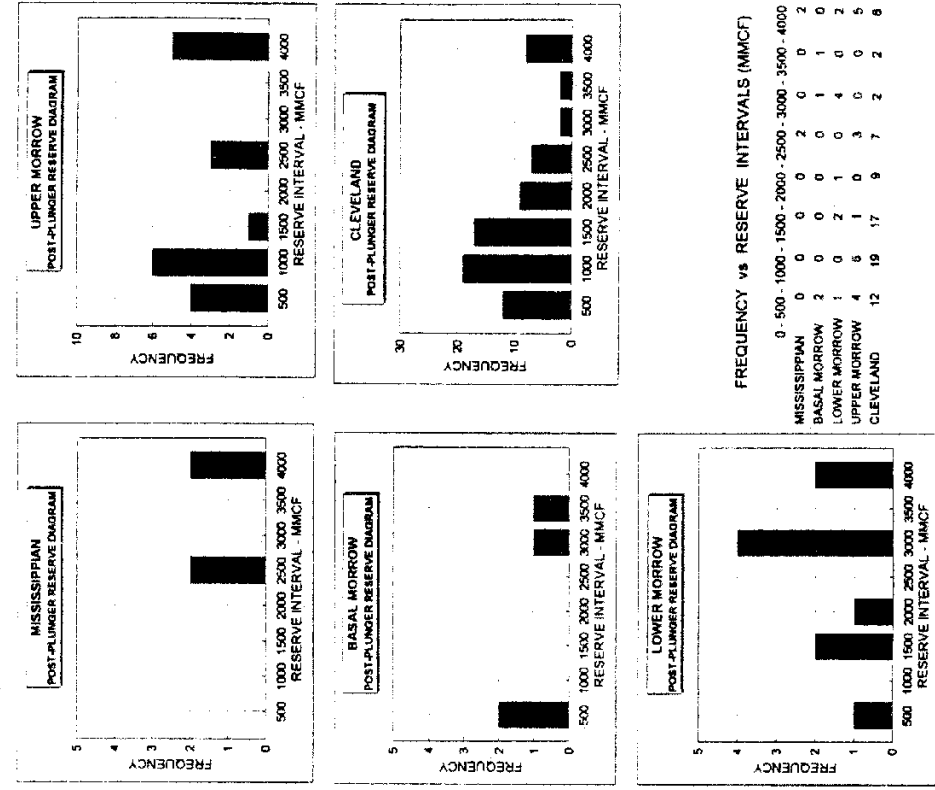 MISSISSIPPIAN
POST-PLUNGER RESERVE DIAGRAM
FREQUENCY
5
4
3
2
1
0
500 1000 1500 2000 2500 3000 3500 4000
RESERVE INTERVAL - MMCF
UPPER MORROW
POST-PLUNGER RESERVE DIAGRAM
FREQUENCY
10
8
6
4
2
0
500 1000 1500 2000 2500 3000 3500 4000
RESERVE INTERVAL - MMCF
BASAL MORROW
POST-PLUNGER RESERVE DIAGRAM
FREQUENCY
5
4
3
2
1
0
500 1000 1500 2000 2500 3000 3500 4000
RESERVE INTERVAL - MMCF
CLEVELAND
POST-PLUNGER RESERVE DIAGRAM
FREQUENCY
30
20
10
0
500 1000 1500 2000 2500 3000 3500 4000
RESERVE INTERVAL - MMCF
LOWER MORROW
POST-PLUNGER RESERVE DIAGRAM
FREQUENCY
5
4
3
2
1
0
500 1000 1500 2000 2500 3000 3500 4000
RESERVE INTERVAL - MMCF
FREQUENCY vs RESERVE INTERVALS (MMCF)
0 - 500 - 1000 - 1500 - 2000 - 2500 - 3000 - 3500 - 4000
MISSISSIPPIAN 0 0 0 0 2 0 0 2
BASAL MORROW 2 0 0 0 0 1 1 0
LOWER MORROW 1 0 2 1 0 4 0 2
UPPER MORROW 4 6 1 0 3 0 0 5
CLEVELAND 12 19 17 9 7 2 2 8